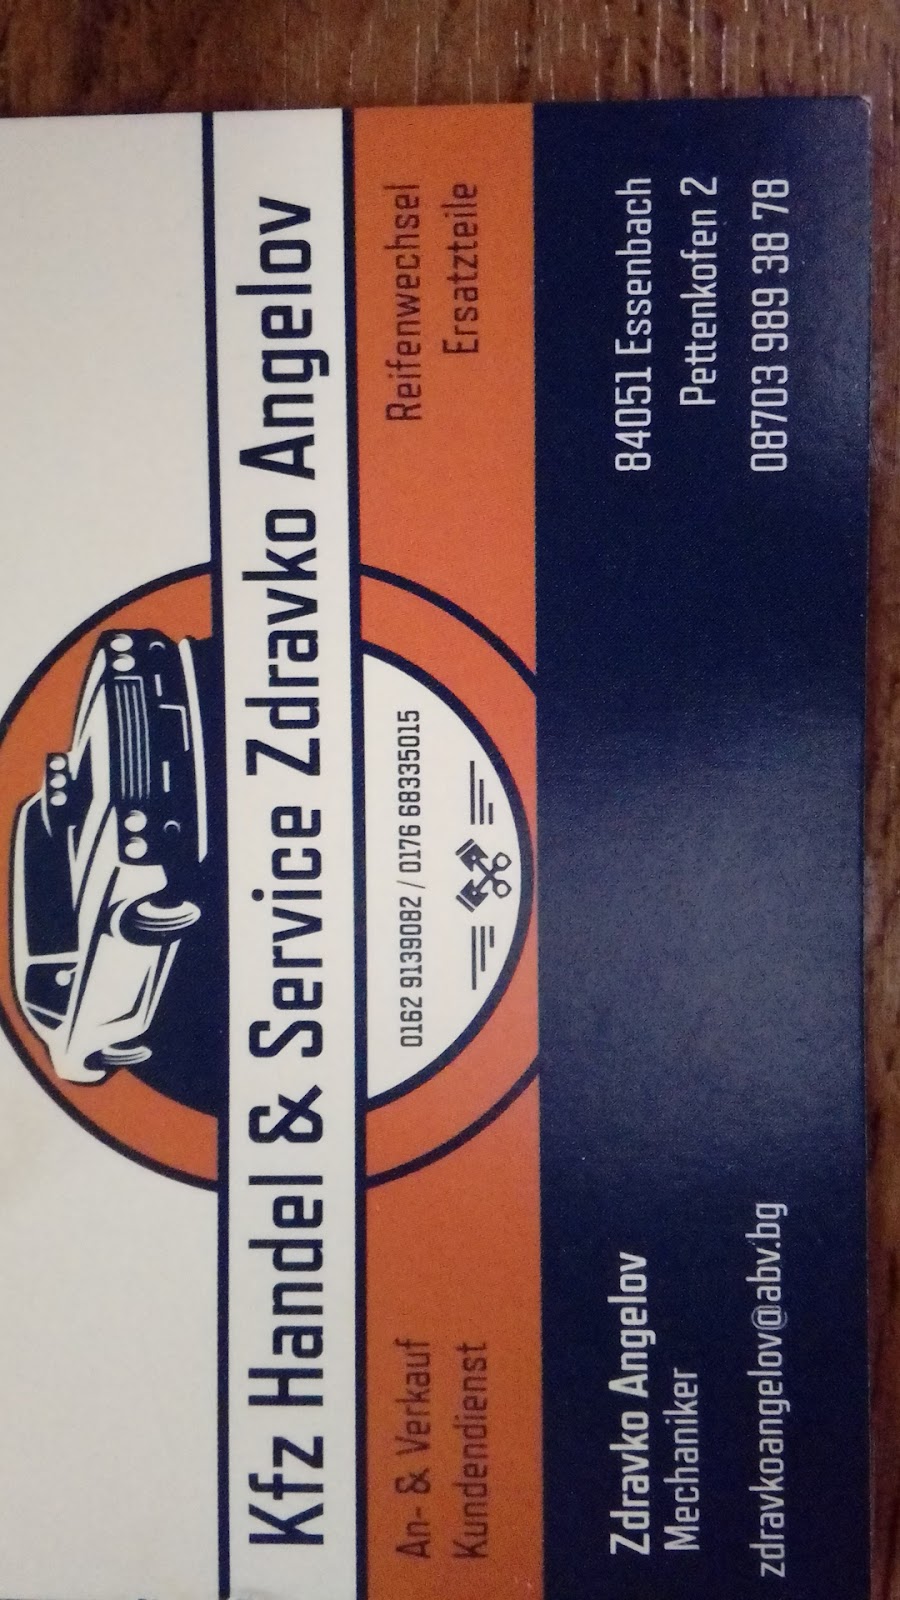 Kfz Handel & Service Zdravko Angelov
An- & Verkauf
Kundendienst
0162 9139082 / 0176 68335015
Reifenwechsel
Ersatzteile
Zdravko Angelov
Mechaniker
zdravkoangelov@abv.bg
84051 Essenbach
Pettenkofen 2
08703 989 38 78